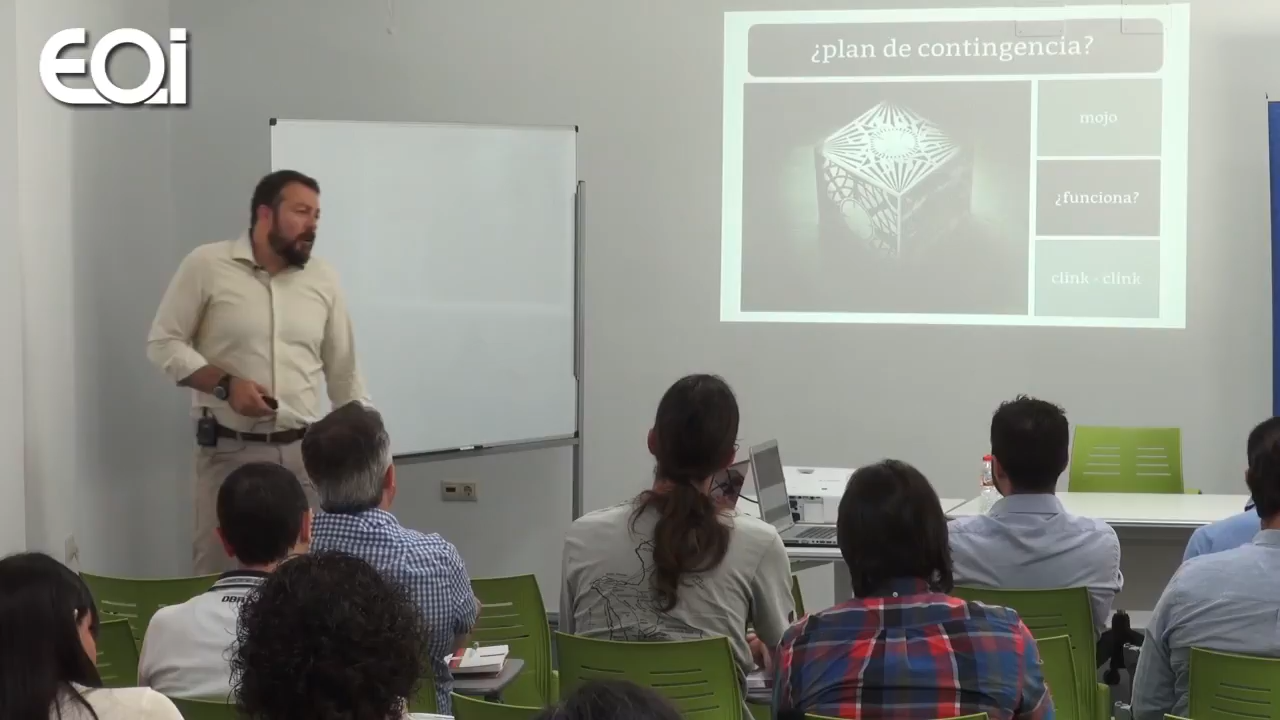 EOi
¿plan de contingencia?
mojo
¿funciona?
clink - clink